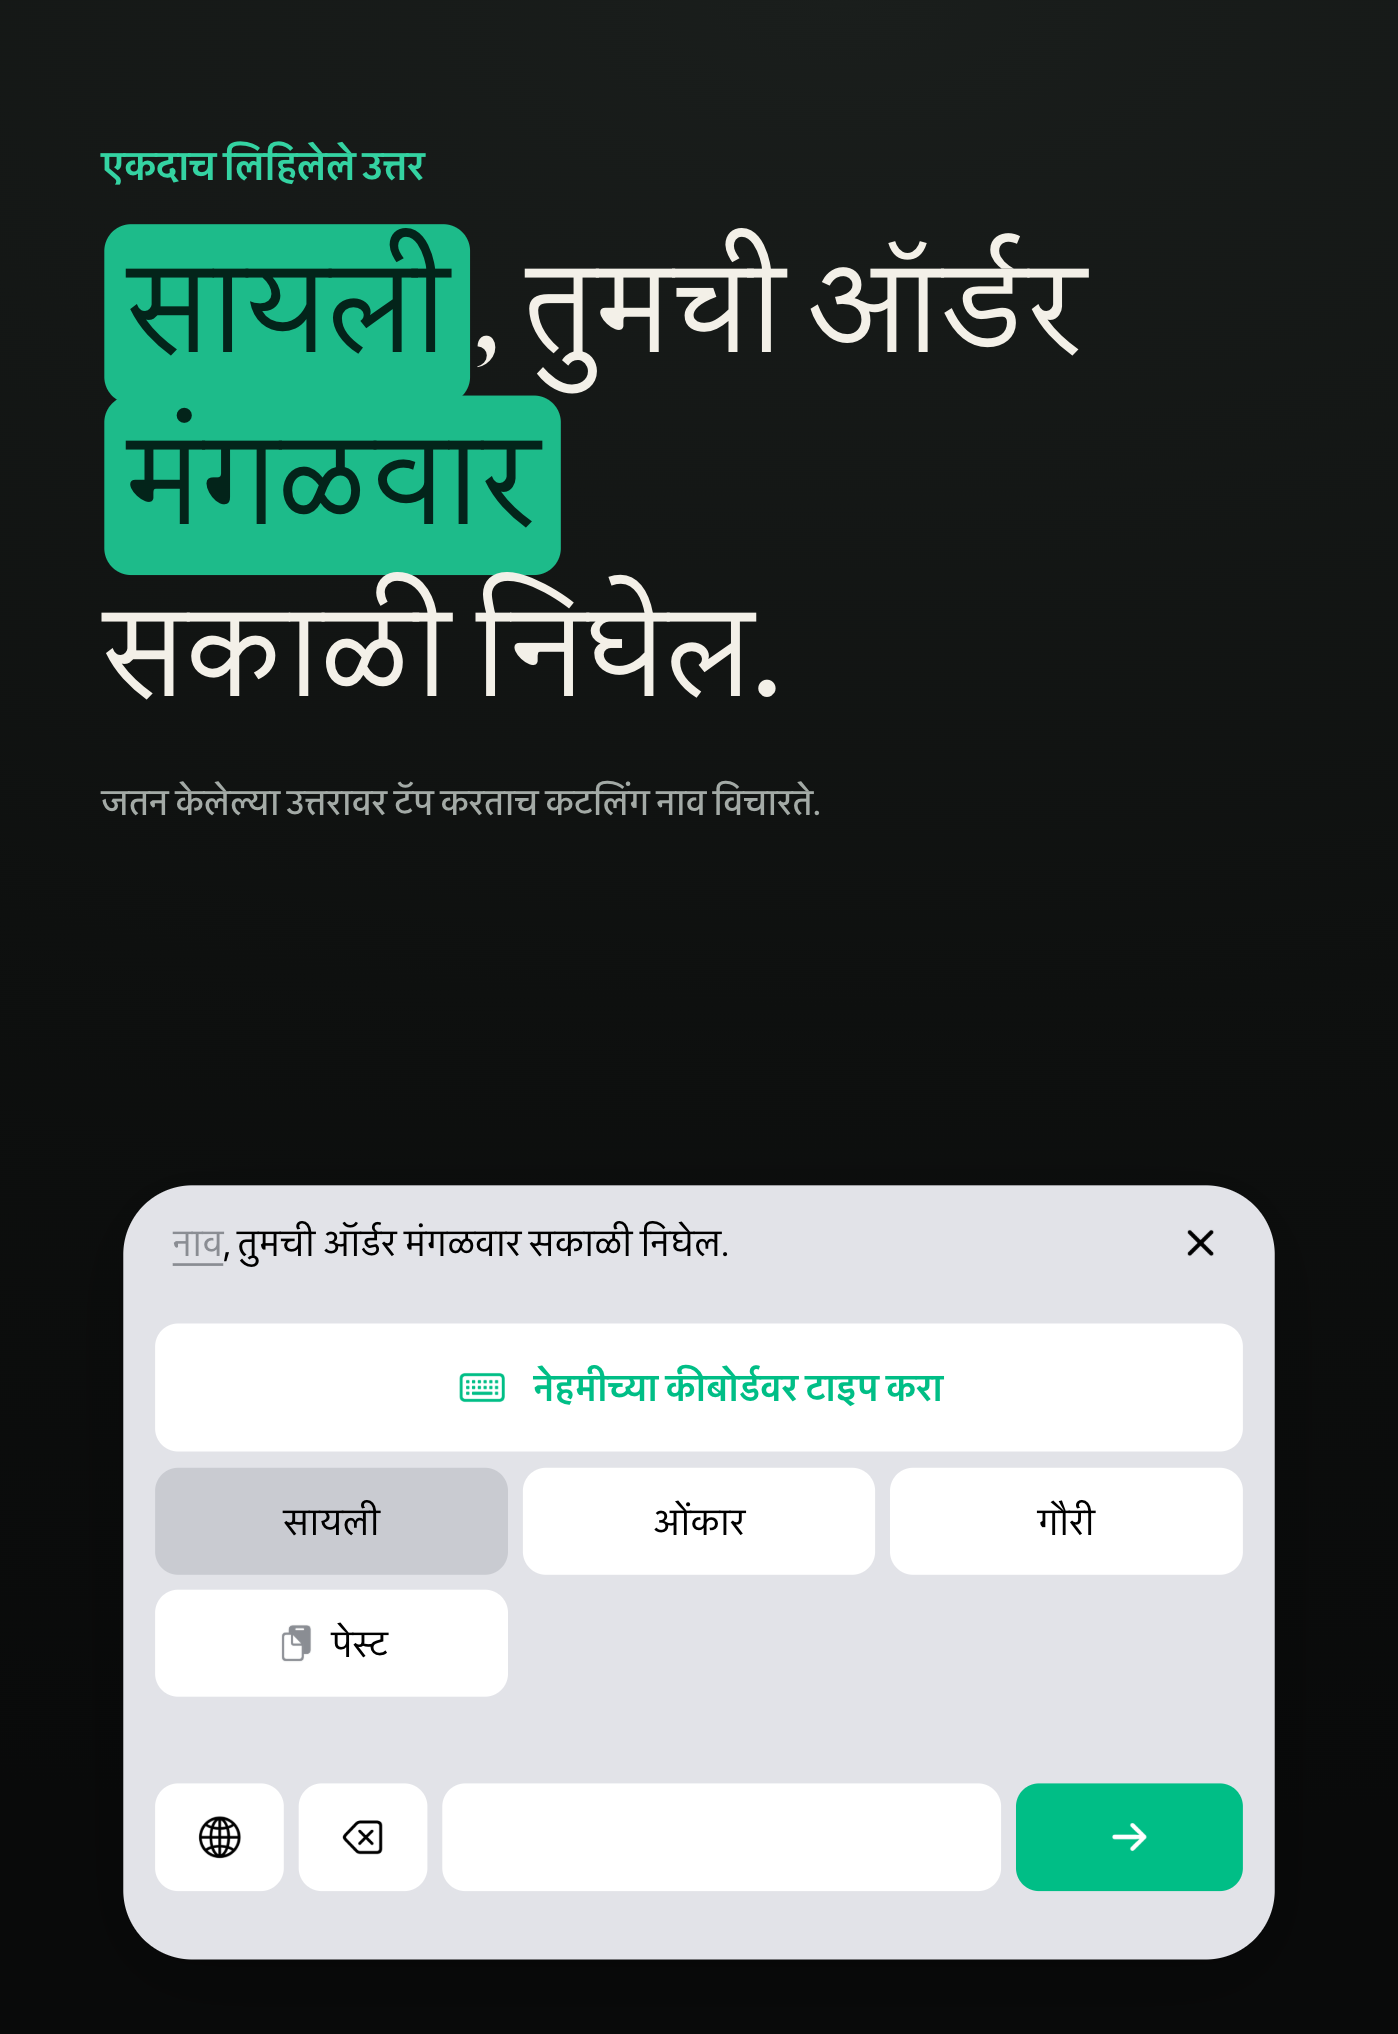 एकदाच लिहिलेले उत्तर
सायली, तुमची ऑर्डर
मंगळवार
सकाळी निघेल.
जतन केलेल्या उत्तरावर टॅप करताच कटलिंग नाव विचारते.
नाव, तुमची ऑर्डर मंगळवार सकाळी निघेल.
नेहमीच्या कीबोर्डवर टाइप करा
सायली
ओंकार
गौरी
पेस्ट